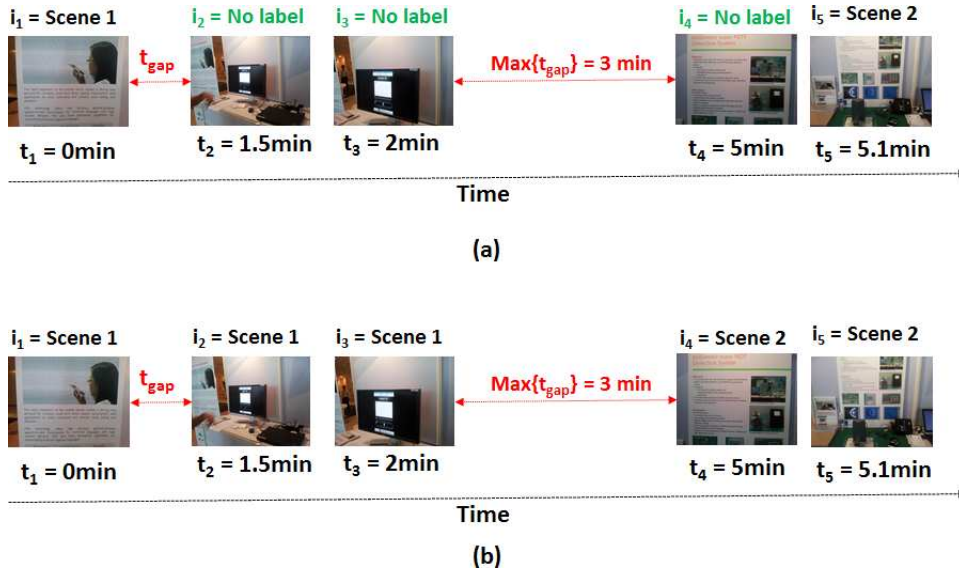 i1 = Scene 1
i2 = No label
i3 = No label
i4 = No label
i5 = Scene 2
tgap
Max{tgap} = 3 min
t1 = 0min
t2 = 1.5min
t3 = 2min
t4 = 5min
t5 = 5.1min
Time
(a)
i1 = Scene 1
i2 = Scene 1
i3 = Scene 1
i4 = Scene 2
i5 = Scene 2
tgap
Max{tgap} = 3 min
t1 = 0min
t2 = 1.5min
t3 = 2min
t4 = 5min
t5 = 5.1min
Time
(b)